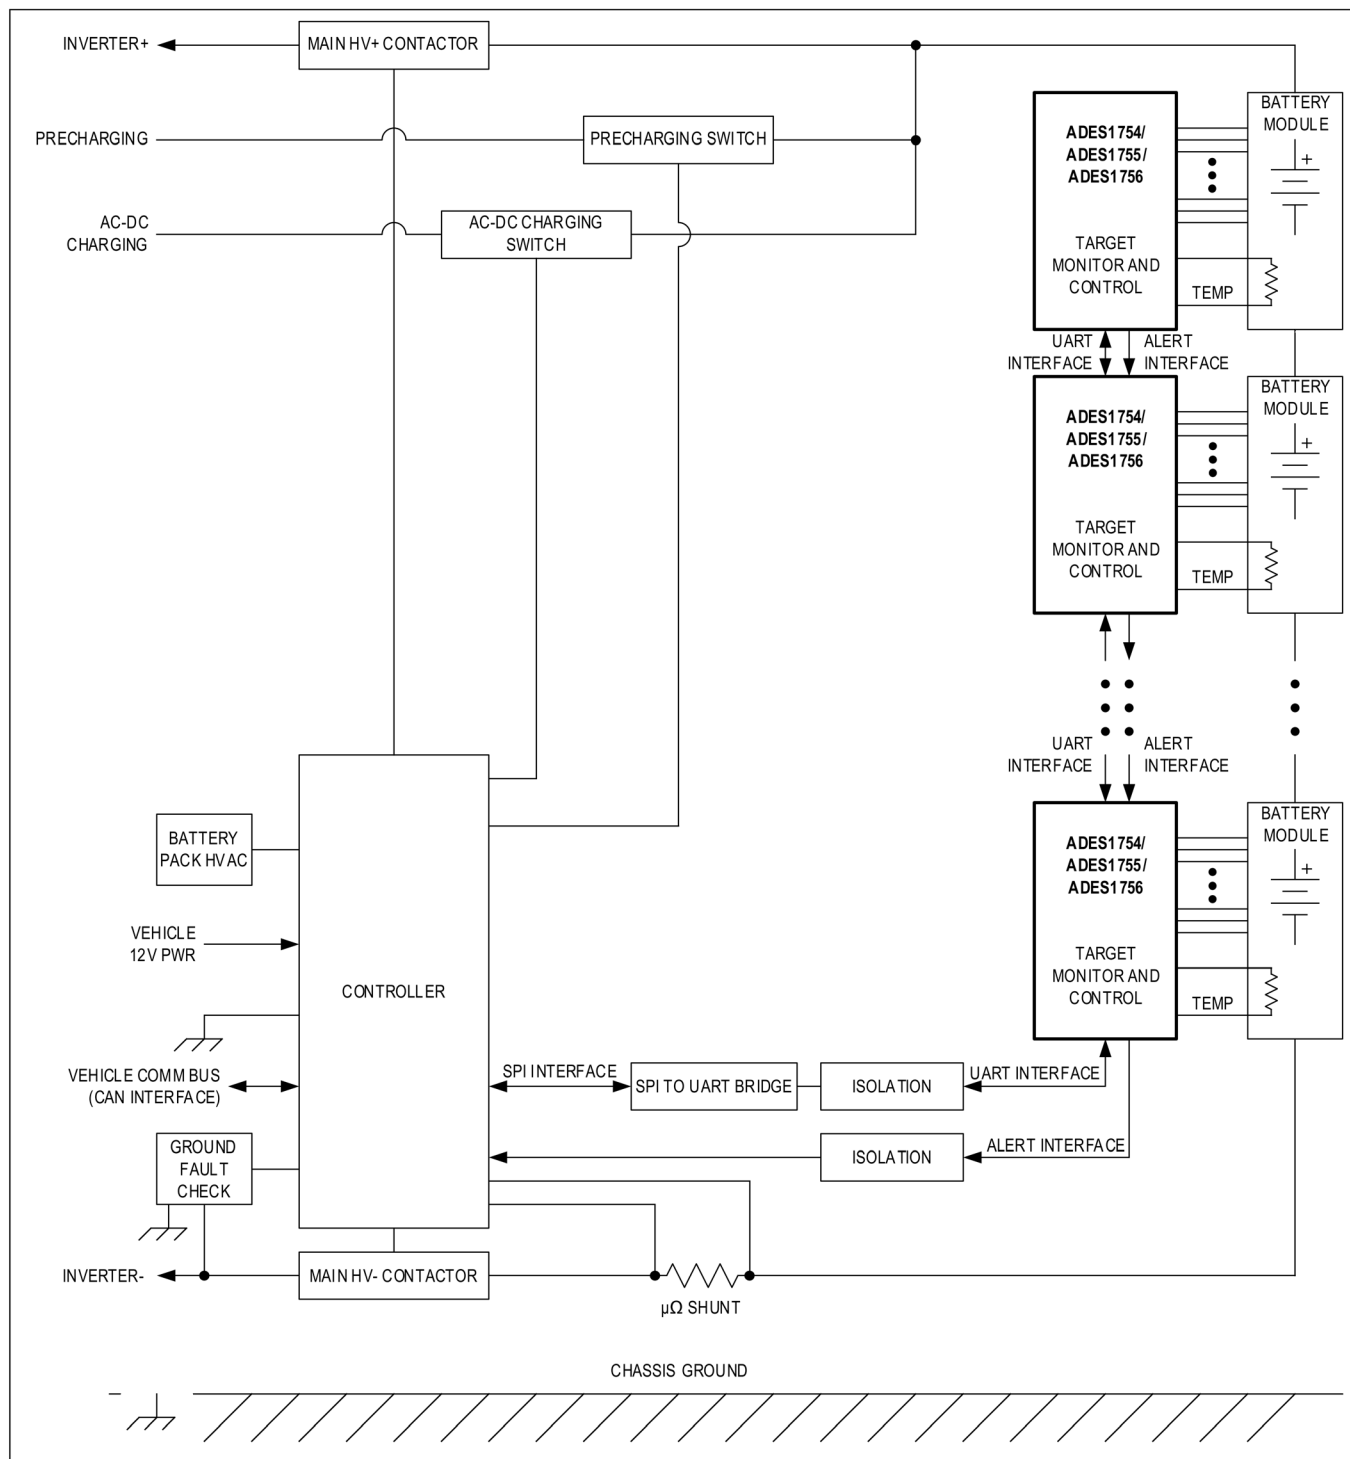 INVERTER+
MAIN HV+ CONTACTOR
PRECHARGING
PRECHARGING SWITCH
AC-DC
CHARGING
AC-DC CHARGING
SWITCH
ADES1754/
ADES1755/
ADES1756
TARGET
MONITOR AND
CONTROL
BATTERY
MODULE
+
TEMP
UART
INTERFACE
ALERT
INTERFACE
ADES1754/
ADES1755/
ADES1756
TARGET
MONITOR AND
CONTROL
BATTERY
MODULE
+
TEMP
UART
INTERFACE
ALERT
INTERFACE
ADES1754/
ADES1755/
ADES1756
TARGET
MONITOR AND
CONTROL
BATTERY
MODULE
+
TEMP
BATTERY
PACK HVAC
VEHICLE
12V PWR
CONTROLLER
VEHICLE COMM BUS
(CAN INTERFACE)
SPI INTERFACE
SPI TO UART BRIDGE
ISOLATION
UART INTERFACE
GROUND
FAULT
CHECK
ISOLATION
ALERT INTERFACE
INVERTER-
MAIN HV- CONTACTOR
µΩ SHUNT
CHASSIS GROUND